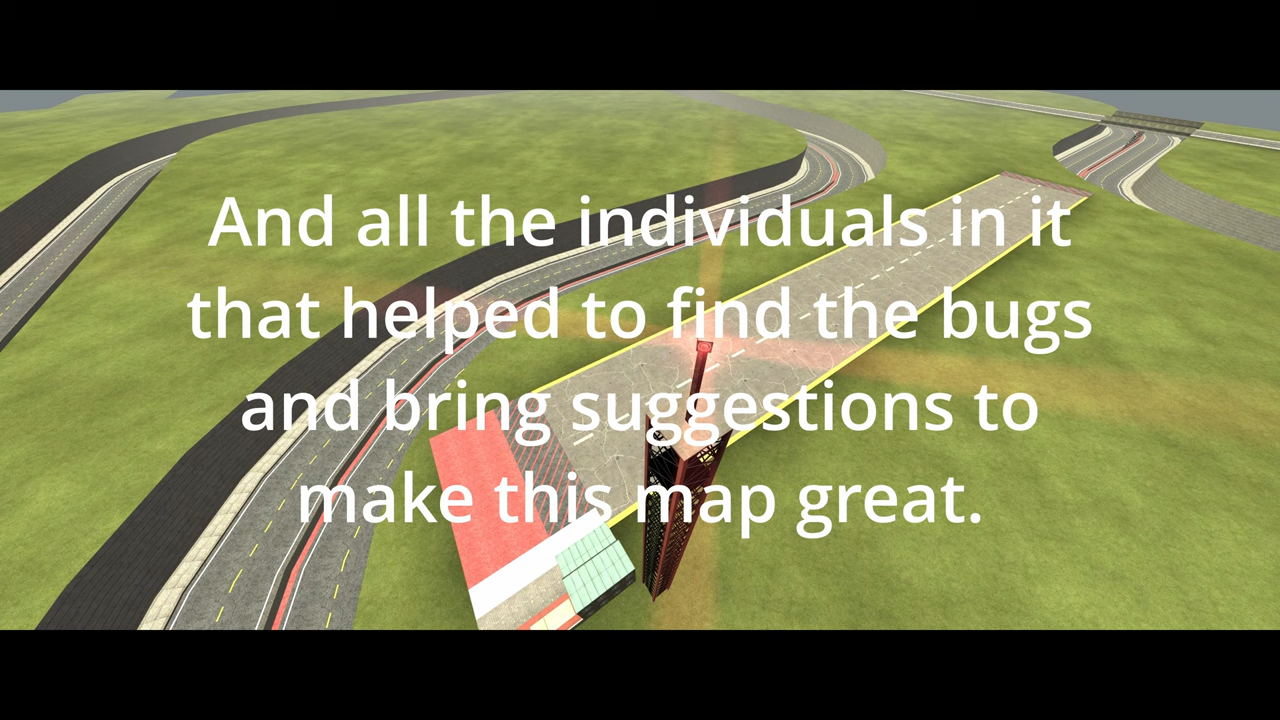 And all the individuals in it
that helped to find the bugs
and bring suggestions to
make this map great.